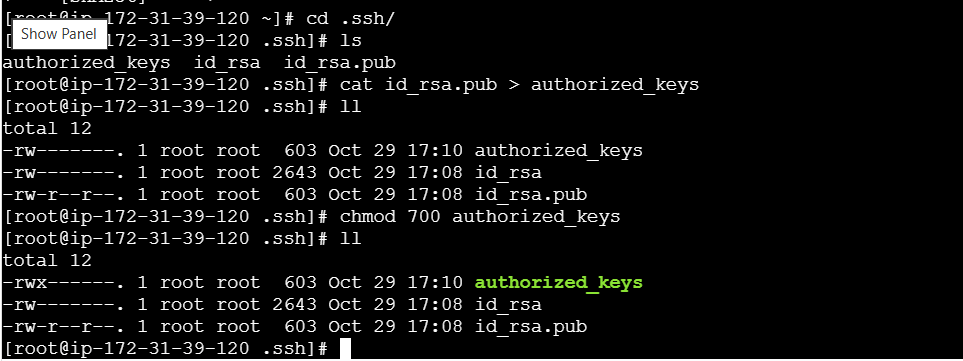 [root@ip-172-31-39-120 ~]# cd .ssh/
Show Panel
[ -172-31-39-120 .ssh]# ls
authorized_keys  id_rsa  id_rsa.pub
[root@ip-172-31-39-120 .ssh]# cat id_rsa.pub > authorized_keys
[root@ip-172-31-39-120 .ssh]# ll
total 12
-rw-------. 1 root root  603 Oct 29 17:10 authorized_keys
-rw-------. 1 root root 2643 Oct 29 17:08 id_rsa
-rw-r--r--. 1 root root  603 Oct 29 17:08 id_rsa.pub
[root@ip-172-31-39-120 .ssh]# chmod 700 authorized_keys
[root@ip-172-31-39-120 .ssh]# ll
total 12
-rwx------. 1 root root  603 Oct 29 17:10 authorized_keys
-rw-------. 1 root root 2643 Oct 29 17:08 id_rsa
-rw-r--r--. 1 root root  603 Oct 29 17:08 id_rsa.pub
[root@ip-172-31-39-120 .ssh]#